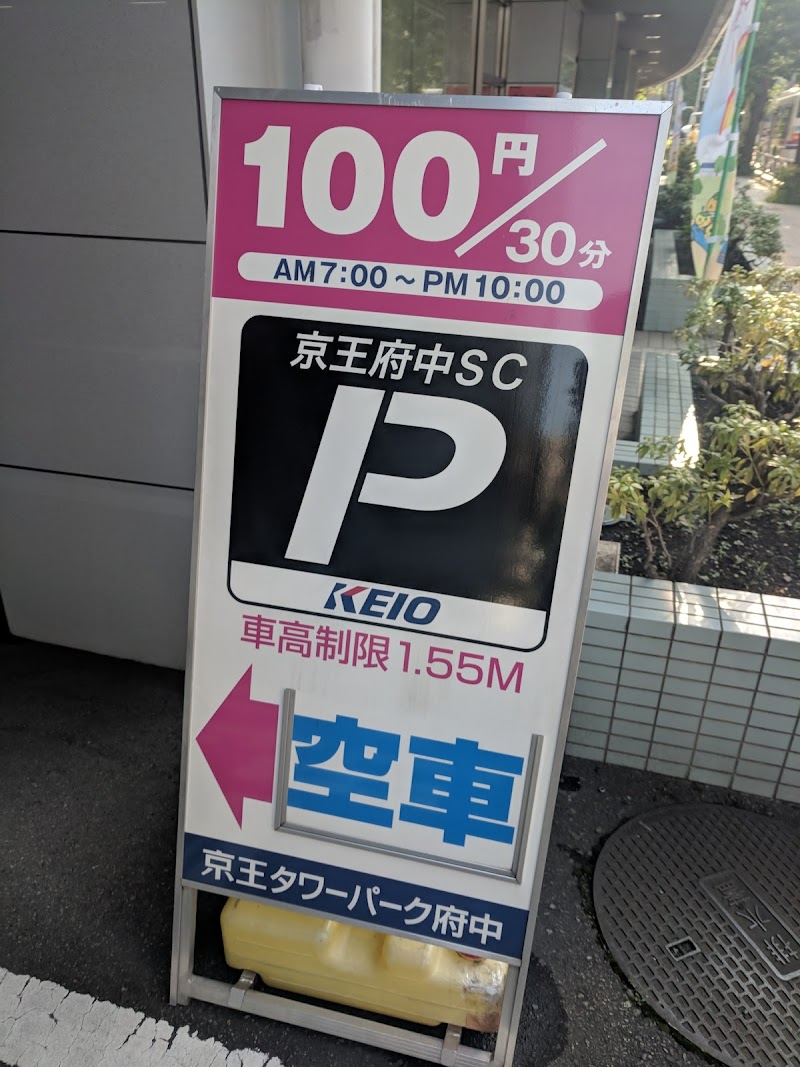 100円/30分
AM7:00〜PM10:00
京王府中SC
P
KEIO
車高制限1.55M
空車
京王タワーパーク府中